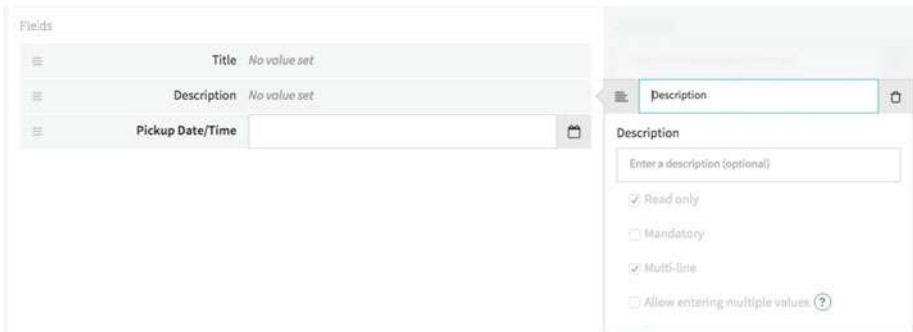 Fields
Title No value set
Description No value set
Pickup Date/Time
Description
Description
Enter a description (optional)
Read only
Mandatory
Multi-line
Allow entering multiple values ?